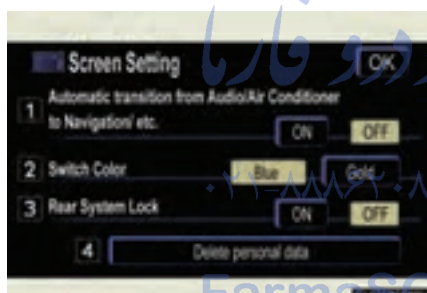 Screen Setting OK
1 Automatic transition from Audio/Air Conditioner
to Navigation/ etc. ON OFF
2 Switch Color Blue Gold
3 Rear System Lock ON OFF
4 Delete personal data